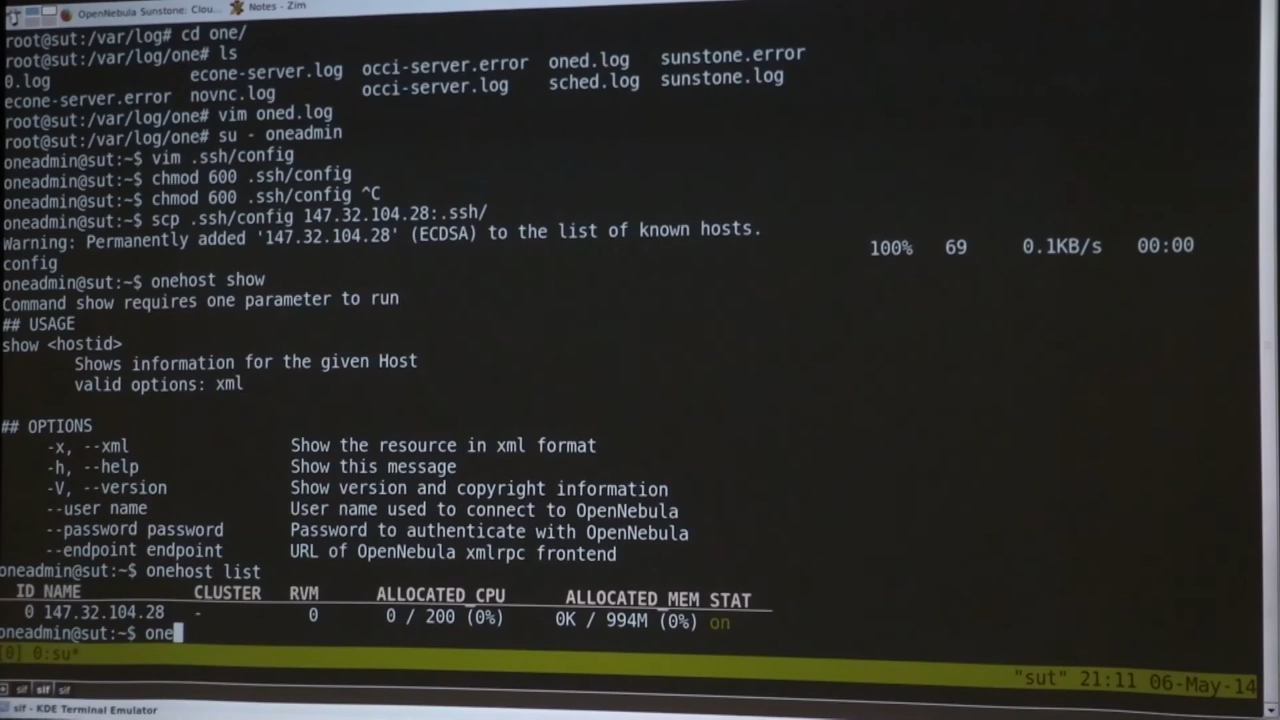 OpenNebula Sunstone: Clou... Notes - Zim
root@sut:/var/log# cd one/
root@sut:/var/log/one# ls
0.log econe-server.log occi-server.error oned.log sunstone.error
econe-server.error novnc.log occi-server.log sched.log sunstone.log
root@sut:/var/log/one# vim oned.log
root@sut:/var/log/one# su - oneadmin
oneadmin@sut:~$ vim .ssh/config
oneadmin@sut:~$ chmod 600 .ssh/config
oneadmin@sut:~$ chmod 600 .ssh/config ^C
oneadmin@sut:~$ scp .ssh/config 147.32.104.28:.ssh/
Warning: Permanently added '147.32.104.28' (ECDSA) to the list of known hosts.
config 100% 69 0.1KB/s 00:00
oneadmin@sut:~$ onehost show
Command show requires one parameter to run
## USAGE
show <hostid>
Shows information for the given Host
valid options: xml
## OPTIONS
-x, --xml Show the resource in xml format
-h, --help Show this message
-V, --version Show version and copyright information
--user name User name used to connect to OpenNebula
--password password Password to authenticate with OpenNebula
--endpoint endpoint URL of OpenNebula xmlrpc frontend
oneadmin@sut:~$ onehost list
ID NAME CLUSTER RVM ALLOCATED_CPU ALLOCATED_MEM STAT
0 147.32.104.28 - 0 0 / 200 (0%) 0K / 994M (0%) on
oneadmin@sut:~$ one
[0] 0:su* "sut" 21:11 06-May-14
sif sif sif
sif - KDE Terminal Emulator